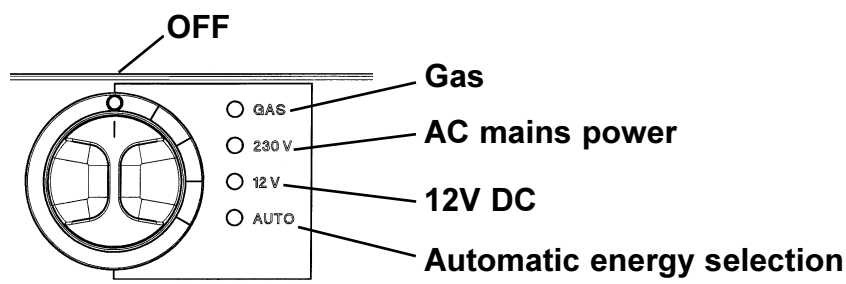 OFF
GAS
Gas
230 V
AC mains power
12 V
12V DC
AUTO
Automatic energy selection